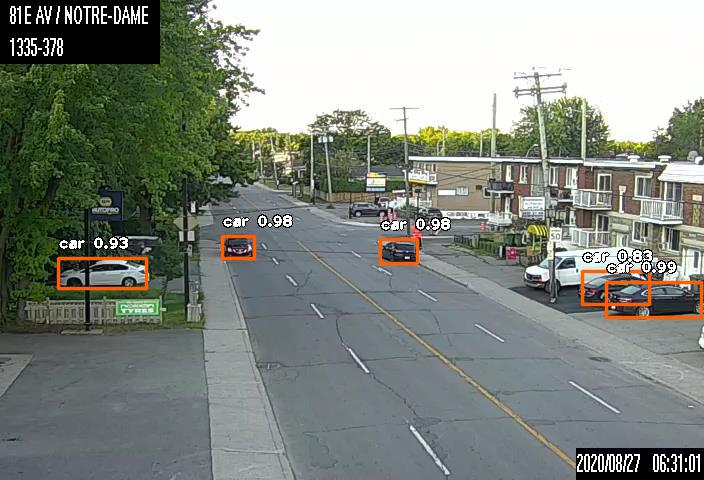 81E AV / NOTRE-DAME
1335-378
car 0.98
car 0.98
car 0.93
car 0.83
car 0.99
AUTOPRO
50
NOKIAN
TYRES
2020/08/27 06:31:01